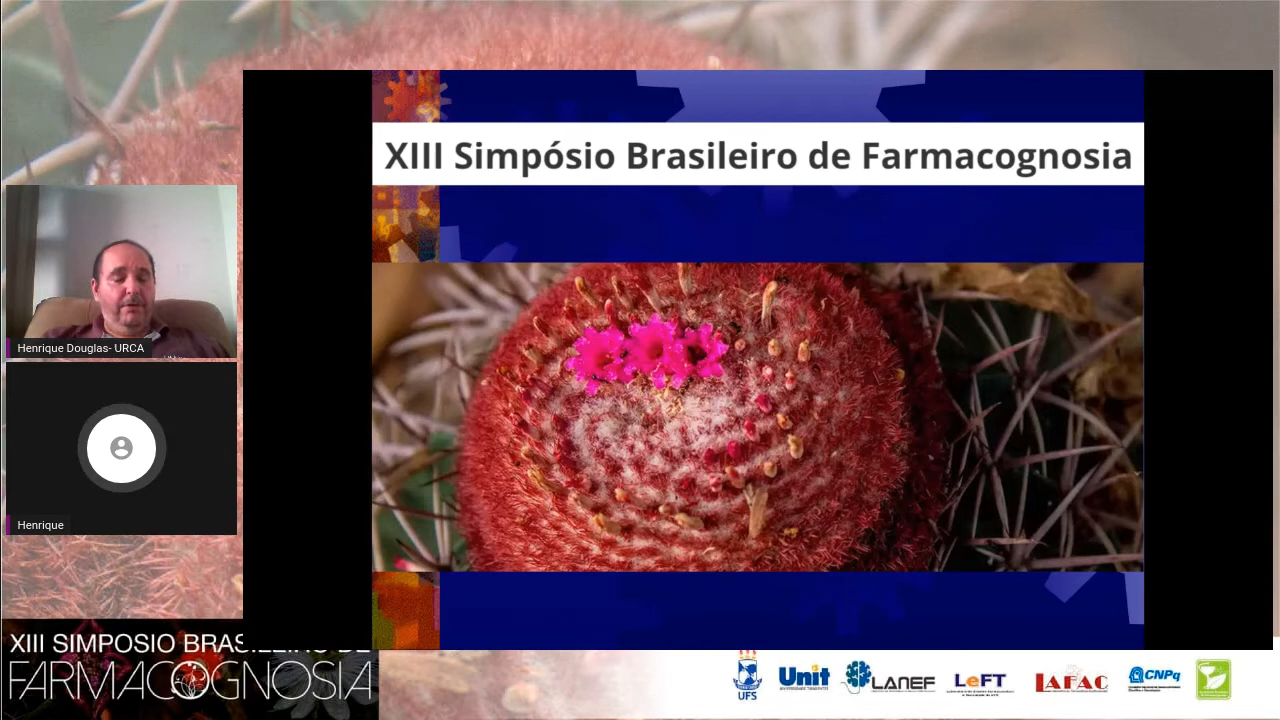 XIII Simpósio Brasileiro de Farmacognosia
Henrique Douglas- URCA
Henrique
XIII SIMPOSIO BRASILEIRO DE
FARMACOGNOSIA
UFS
Unit
LANEF
LeFT
LAFAC
CNPq